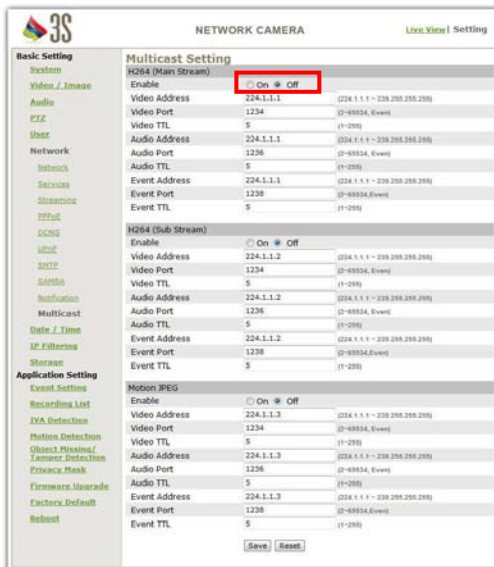 3S
NETWORK CAMERA
Live View | Setting
Basic Setting
System
Video / Image
Audio
PTZ
User
Network
Network
Services
Streaming
PPPoE
DDNS
UPnP
SMTP
SAMBA
Notification
Multicast
Date / Time
IP Filtering
Storage
Application Setting
Event Setting
Recording List
IVA Detection
Motion Detection
Object Missing/
Tamper Detection
Privacy Mask
Firmware Upgrade
Factory Default
Reboot
Multicast Setting
H264 (Main Stream)
Enable On Off
Video Address 224.1.1.1 (224.1.1.1 ~ 239.255.255.255)
Video Port 1234 (2~65534, Even)
Video TTL 5 (1~255)
Audio Address 224.1.1.1 (224.1.1.1 ~ 239.255.255.255)
Audio Port 1236 (2~65534, Even)
Audio TTL 5 (1~255)
Event Address 224.1.1.1 (224.1.1.1 ~ 239.255.255.255)
Event Port 1238 (2~65534,Even)
Event TTL 5 (1~255)
H264 (Sub Stream)
Enable On Off
Video Address 224.1.1.2 (224.1.1.1 ~ 239.255.255.255)
Video Port 1234 (2~65534, Even)
Video TTL 5 (1~255)
Audio Address 224.1.1.2 (224.1.1.1 ~ 239.255.255.255)
Audio Port 1236 (2~65534, Even)
Audio TTL 5 (1~255)
Event Address 224.1.1.2 (224.1.1.1 ~ 239.255.255.255)
Event Port 1238 (2~65534,Even)
Event TTL 5 (1~255)
Motion JPEG
Enable On Off
Video Address 224.1.1.3 (224.1.1.1 ~ 239.255.255.255)
Video Port 1234 (2~65534, Even)
Video TTL 5 (1~255)
Audio Address 224.1.1.3 (224.1.1.1 ~ 239.255.255.255)
Audio Port 1236 (2~65534, Even)
Audio TTL 5 (1~255)
Event Address 224.1.1.3 (224.1.1.1 ~ 239.255.255.255)
Event Port 1238 (2~65534,Even)
Event TTL 5 (1~255)
Save Reset